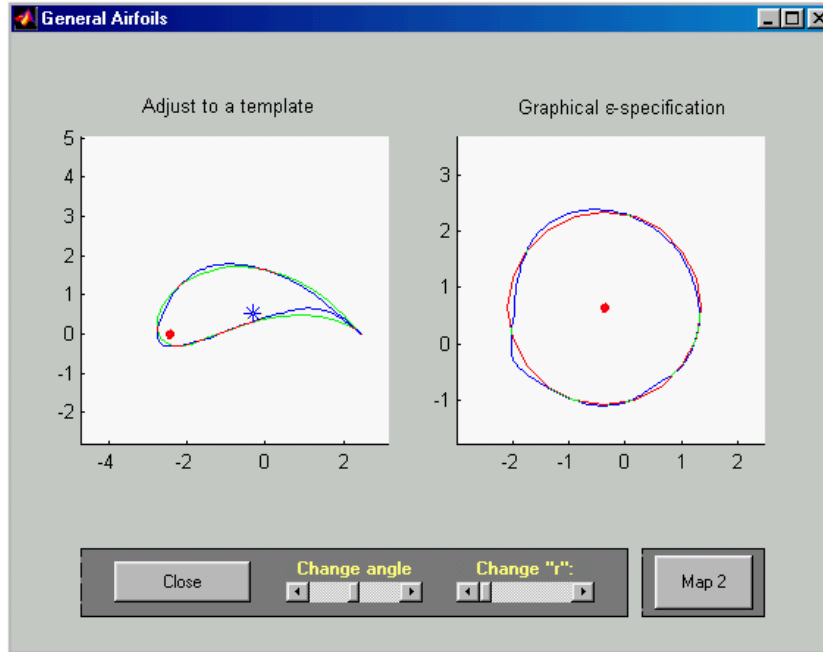 General Airfoils
Adjust to a template
Graphical ε-specification
5
4
3
2
1
0
-1
-2
-4 -2 0 2
3
2
1
0
-1
-2 -1 0 1 2
Close
Change angle
Change "r":
Map 2